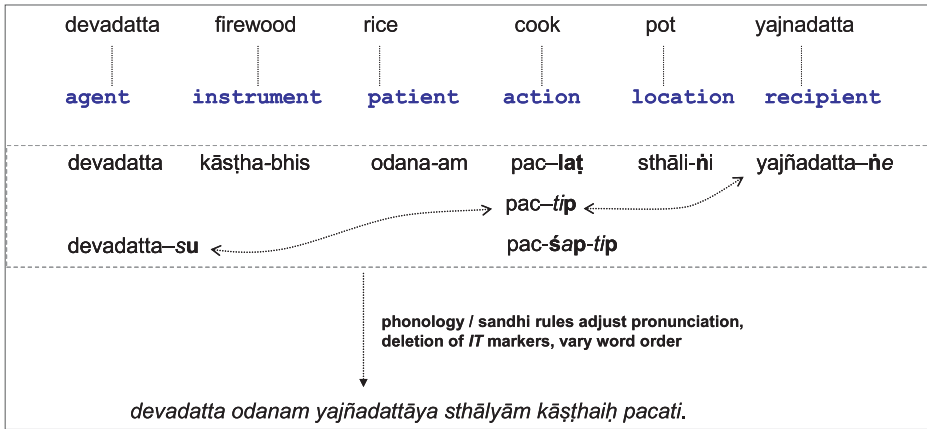 devadatta firewood rice cook pot yajnadatta
agent instrument patient action location recipient
devadatta kāṣṭha-bhis odana-am pac–laṭ sthāli-ṅi yajñadatta–ṅe
pac–tip
devadatta–su pac-śap-tip
phonology / sandhi rules adjust pronunciation,
deletion of IT markers, vary word order
devadatta odanam yajñadattāya sthālyām kāṣṭhaiḥ pacati.